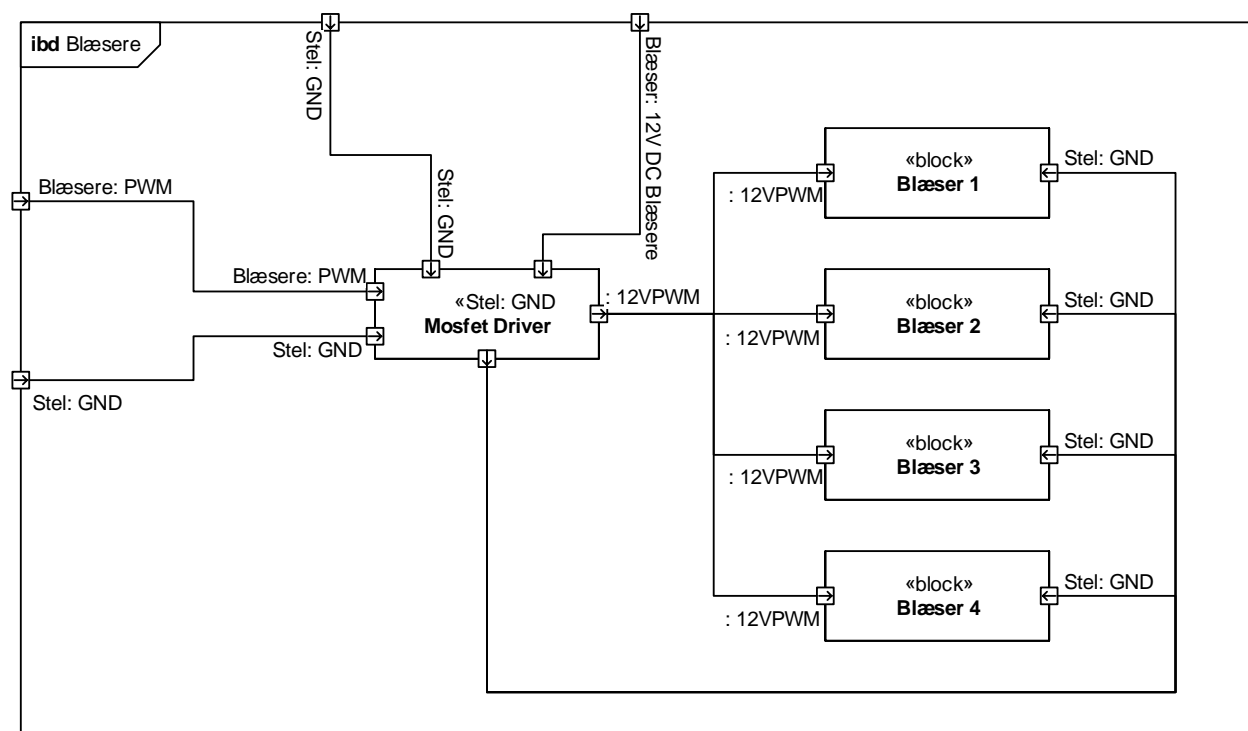 ibd Blæsere
Stel: GND
Blæser: 12V DC Blæsere
Stel: GND
Blæsere: PWM
Blæsere: PWM
Stel: GND
Stel: GND
«Stel: GND
Mosfet Driver
: 12VPWM
«block»
Blæser 1
: 12VPWM
Stel: GND
«block»
Blæser 2
: 12VPWM
Stel: GND
«block»
Blæser 3
: 12VPWM
Stel: GND
«block»
Blæser 4
: 12VPWM
Stel: GND